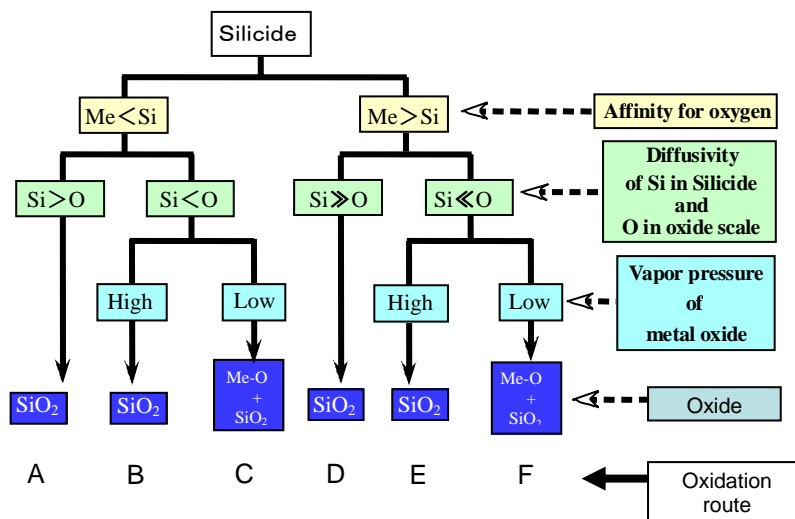 Silicide
Me<Si
Me>Si
Affinity for oxygen
Si>O
Si<O
Si≫O
Si≪O
Diffusivity
of Si in Silicide
and
O in oxide scale
High
Low
High
Low
Vapor pressure
of
metal oxide
SiO₂
SiO₂
Me-O
+
SiO₂
SiO₂
SiO₂
Me-O
+
SiO₂
Oxide
A
B
C
D
E
F
Oxidation
route